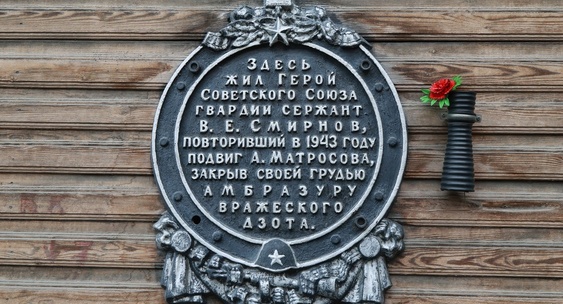 Здесь
жил Герой
Советского Союза
гвардии сержант
В. Е. Смирнов,
повторивший в 1943 году
подвиг А. Матросова,
закрыв своей грудью
амбразуру
вражеского
дзота.